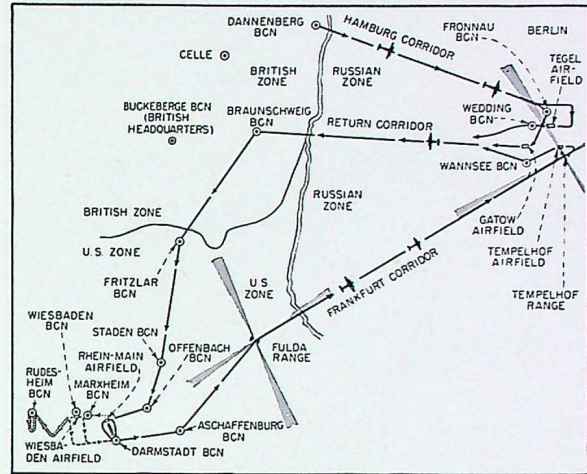 DANNENBERG
BCN
HAMBURG CORRIDOR
FRONNAU
BCN
BERLIN
CELLE
BRITISH
ZONE
RUSSIAN
ZONE
TEGEL
AIR-
FIELD
BUCKEBERGE BCN
(BRITISH
HEADQUARTERS)
BRAUNSCHWEIG
BCN
WEDDING
BCN
RETURN CORRIDOR
WANNSEE BCN
RUSSIAN
ZONE
BRITISH ZONE
U.S. ZONE
GATOW
AIRFIELD
TEMPELHOF
AIRFIELD
TEMPELHOF
RANGE
FRITZLAR
BCN
U.S
ZONE
FRANKFURT CORRIDOR
WIESBADEN
BCN
STADEN BCN
RHEIN-MAIN
AIRFIELD
OFFENBACH
BCN
FULDA
RANGE
RUDES-
HEIM
BCN
MARXHEIM
BCN
WIESBA-
DEN AIRFIELD
DARMSTADT BCN
ASCHAFFENBURG
BCN